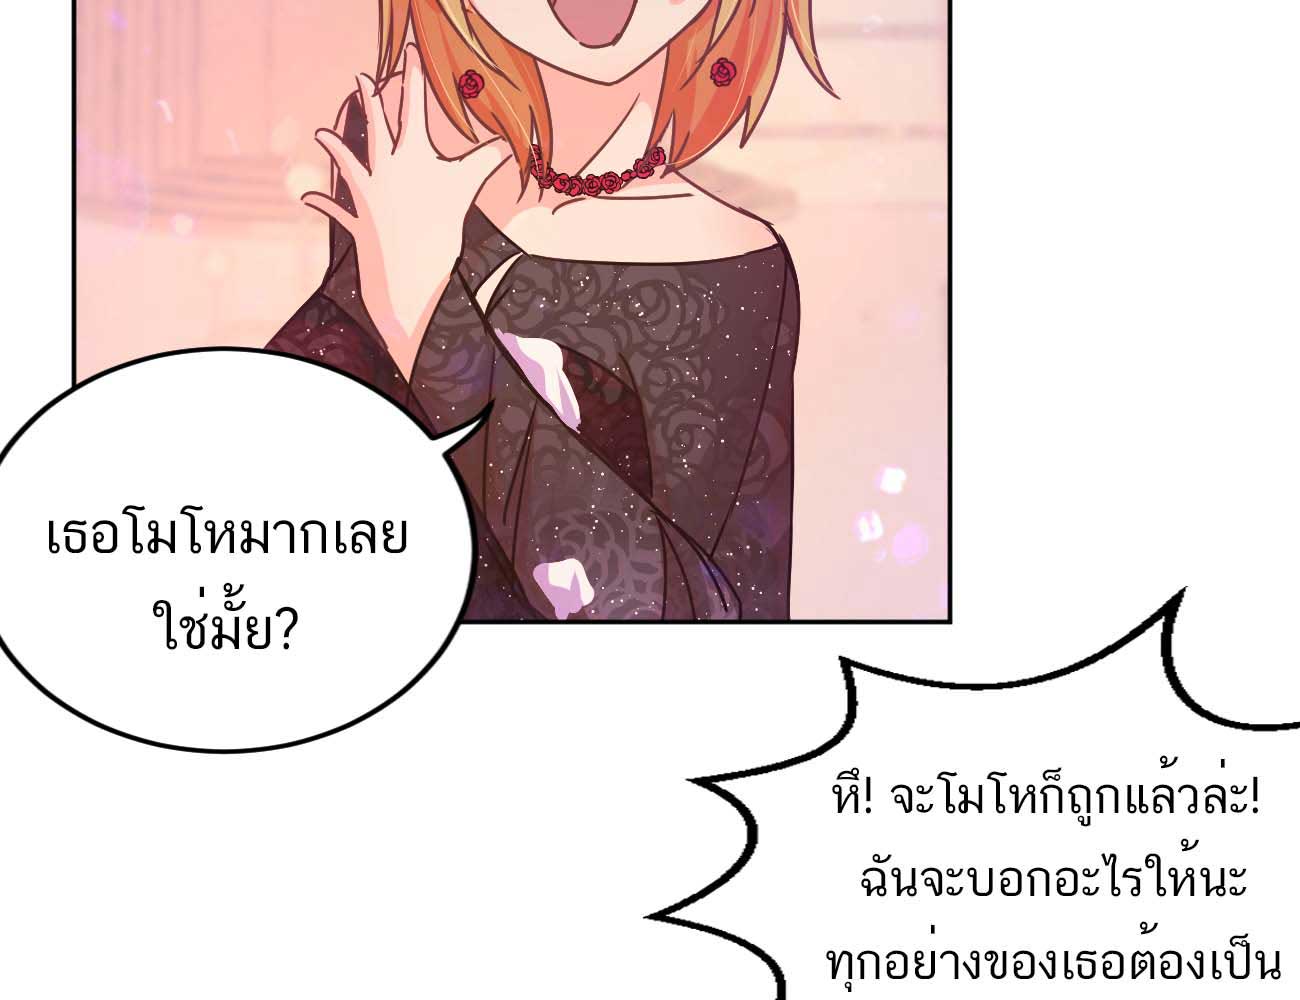 เธอโมโหมากเลย
ใช่มั้ย?
หึ! จะโมโหก็ถูกแล้วล่ะ!
ฉันจะบอกอะไรให้นะ
ทุกอย่างของเธอต้องเป็น